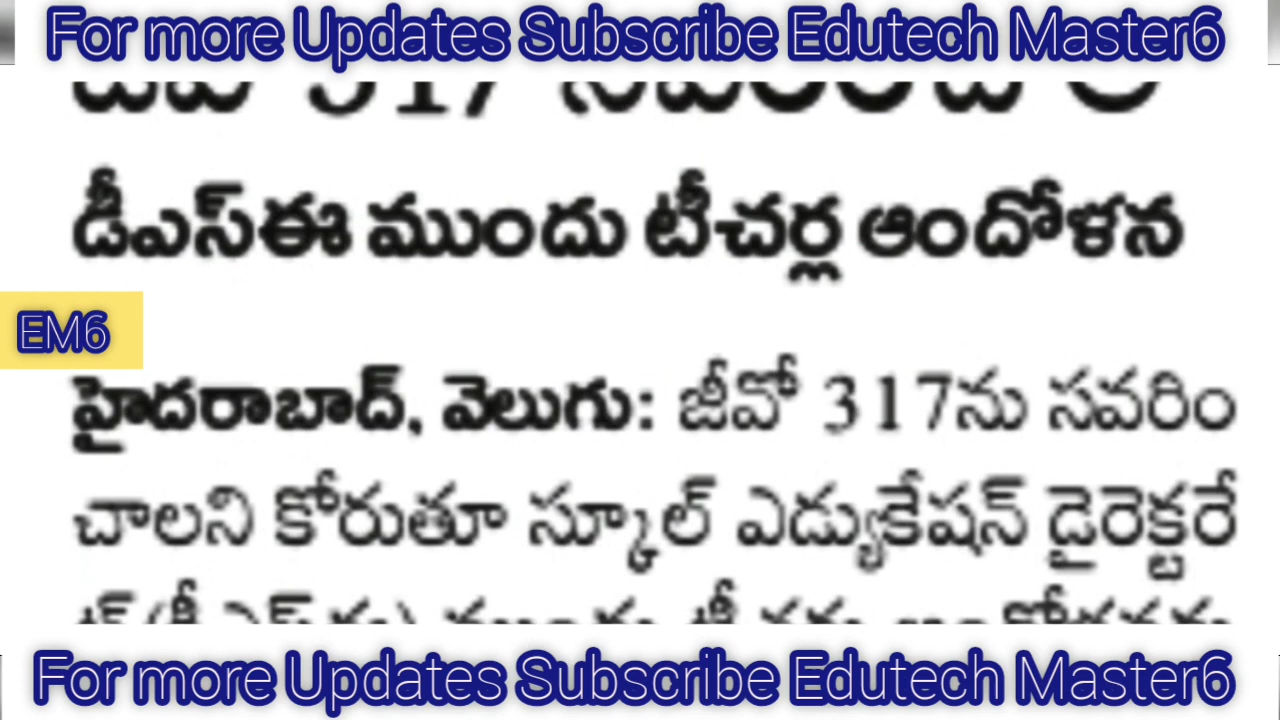 For more Updates Subscribe Edutech Master6
317
డీఎస్ఈ ముందు టీచర్ల ఆందోళన
EM6
హైదరాబాద్, వెలుగు: జీవో 317ను సవరిం
చాలని కోరుతూ స్కూల్ ఎడ్యుకేషన్ డైరెక్టరే
For more Updates Subscribe Edutech Master6